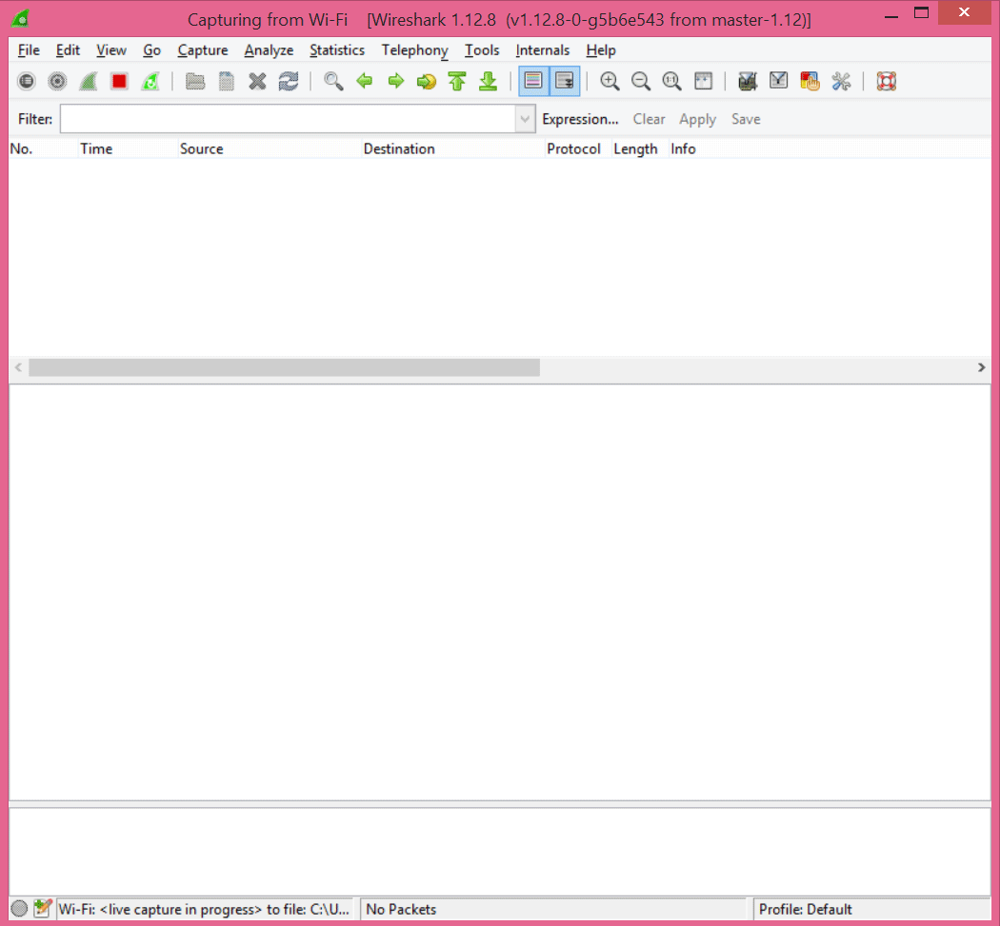 Capturing from Wi-Fi [Wireshark 1.12.8 (v1.12.8-0-g5b6e543 from master-1.12)]
File Edit View Go Capture Analyze Statistics Telephony Tools Internals Help
Filter: Expression... Clear Apply Save
No. Time Source Destination Protocol Length Info
Wi-Fi: <live capture in progress> to file: C:\U... No Packets Profile: Default